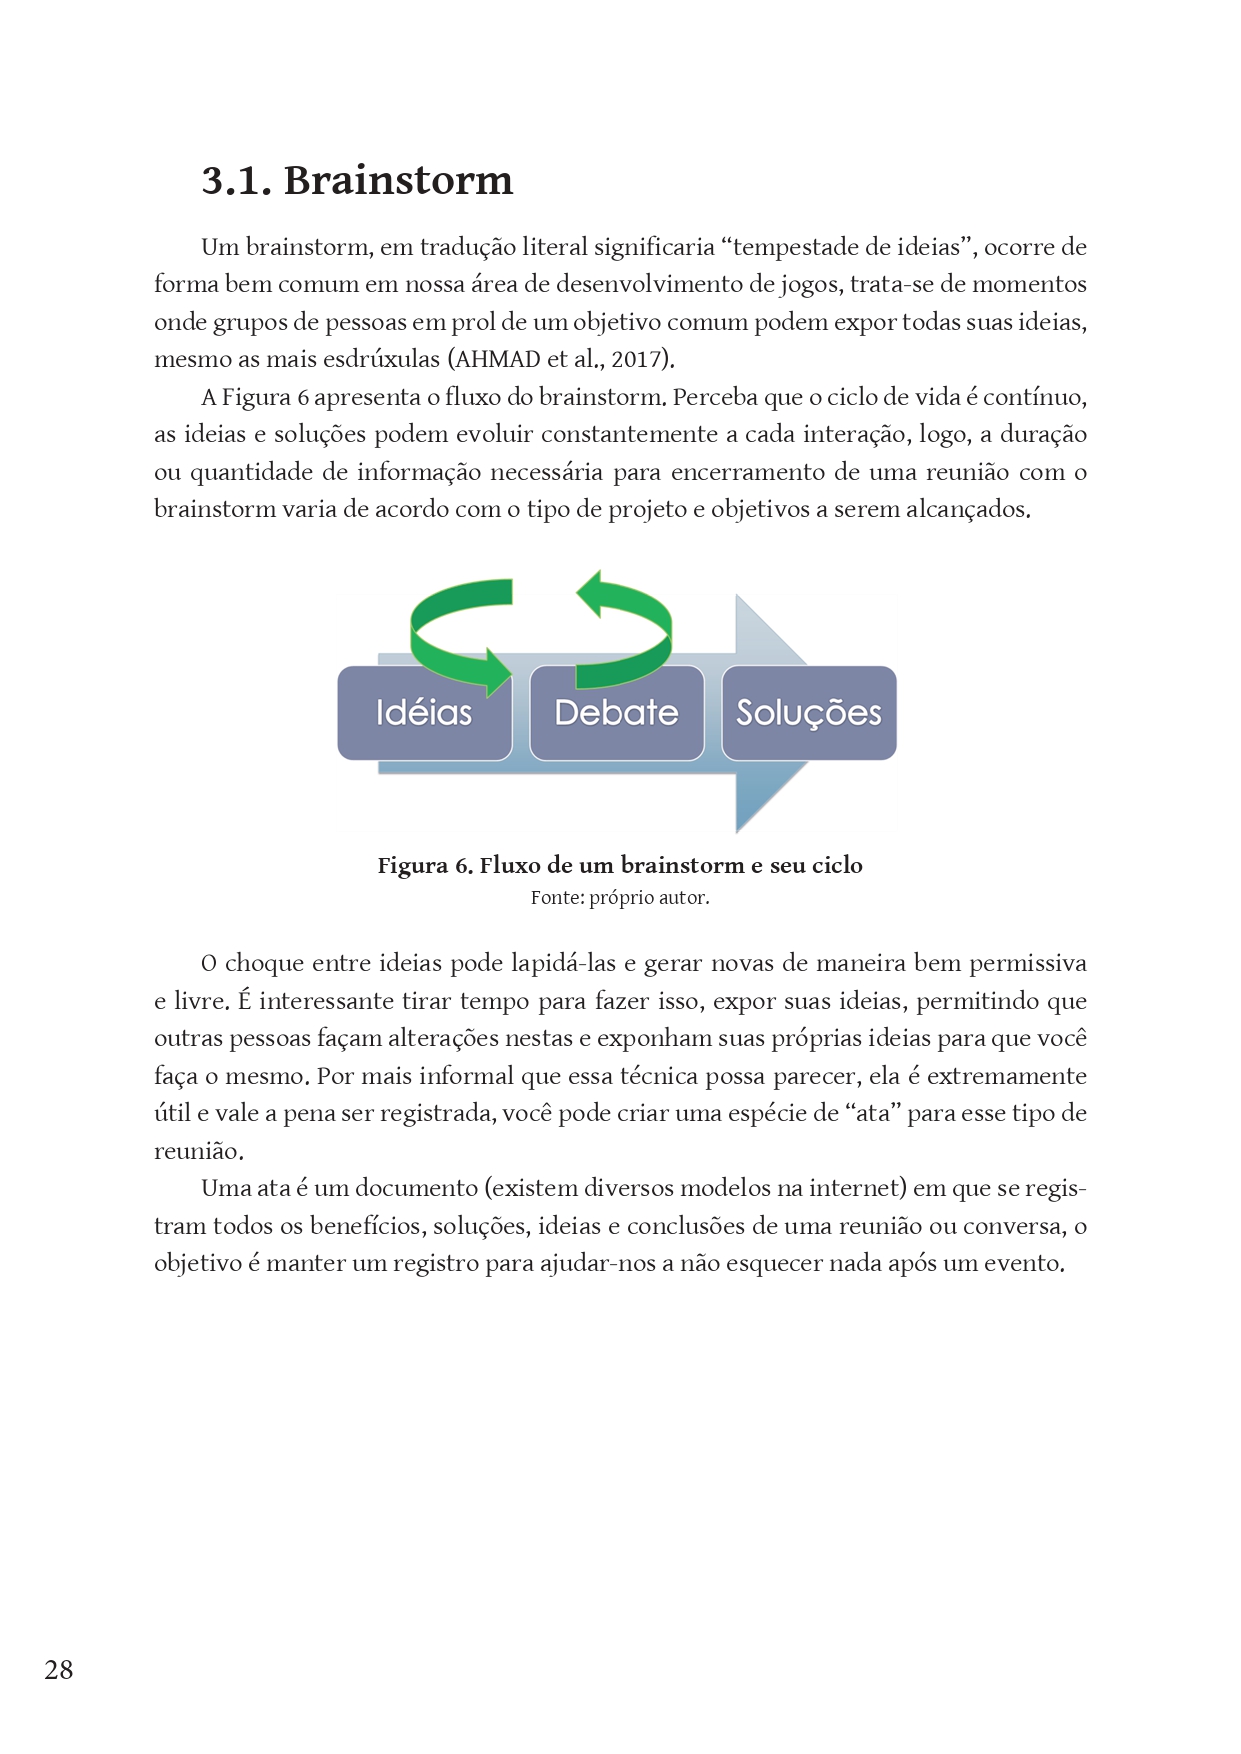 3.1. Brainstorm
Um brainstorm, em tradução literal significaria “tempestade de ideias”, ocorre de
forma bem comum em nossa área de desenvolvimento de jogos, trata-se de momentos
onde grupos de pessoas em prol de um objetivo comum podem expor todas suas ideias,
mesmo as mais esdrúxulas (AHMAD et al., 2017).
A Figura 6 apresenta o fluxo do brainstorm. Perceba que o ciclo de vida é contínuo,
as ideias e soluções podem evoluir constantemente a cada interação, logo, a duração
ou quantidade de informação necessária para encerramento de uma reunião com o
brainstorm varia de acordo com o tipo de projeto e objetivos a serem alcançados.
Idéias Debate Soluções
Figura 6. Fluxo de um brainstorm e seu ciclo
Fonte: próprio autor.
O choque entre ideias pode lapidá-las e gerar novas de maneira bem permissiva
e livre. É interessante tirar tempo para fazer isso, expor suas ideias, permitindo que
outras pessoas façam alterações nestas e exponham suas próprias ideias para que você
faça o mesmo. Por mais informal que essa técnica possa parecer, ela é extremamente
útil e vale a pena ser registrada, você pode criar uma espécie de “ata” para esse tipo de
reunião.
Uma ata é um documento (existem diversos modelos na internet) em que se regis-
tram todos os benefícios, soluções, ideias e conclusões de uma reunião ou conversa, o
objetivo é manter um registro para ajudar-nos a não esquecer nada após um evento.
28